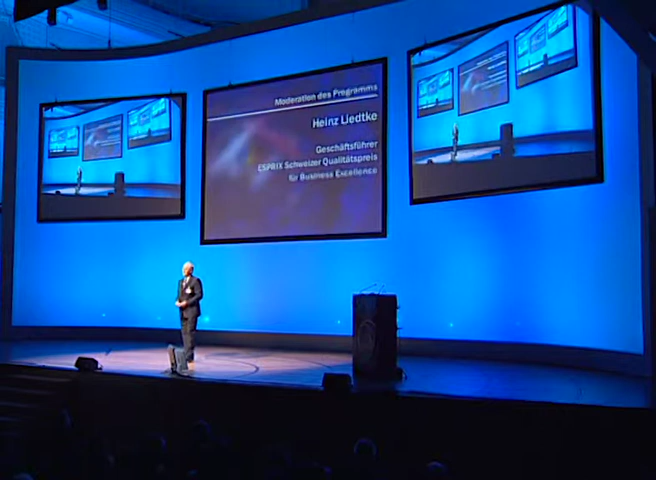 Moderation des Programms
Heinz Liedtke
Geschäftsführer
ESPRIX Schweizer Qualitätspreis
für Business Excellence